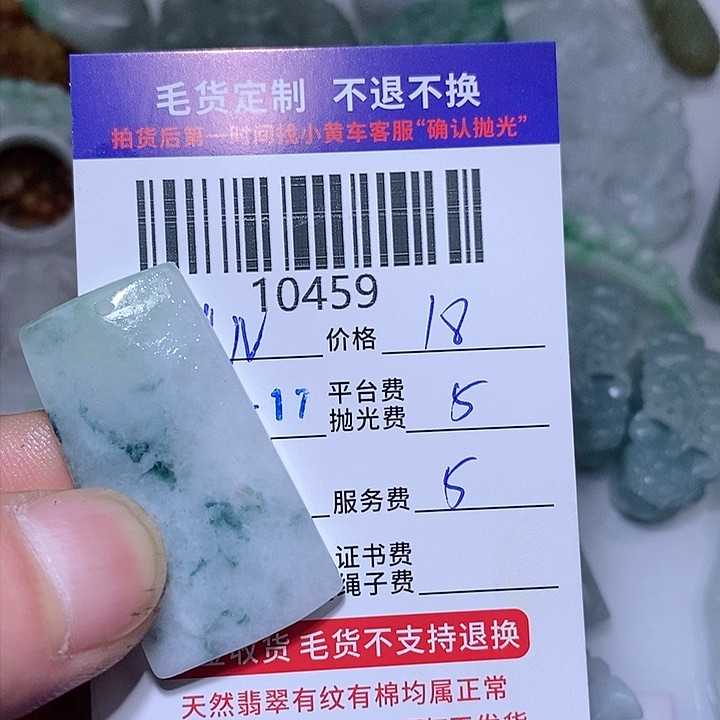 毛货定制 不退不换
拍货后第一时间找小黄车客服“确认抛光”
10459
价格 18
17 平台费
抛光费 5
服务费 5
证书费
绳子费
收货 毛货不支持退换
天然翡翠有纹有棉均属正常